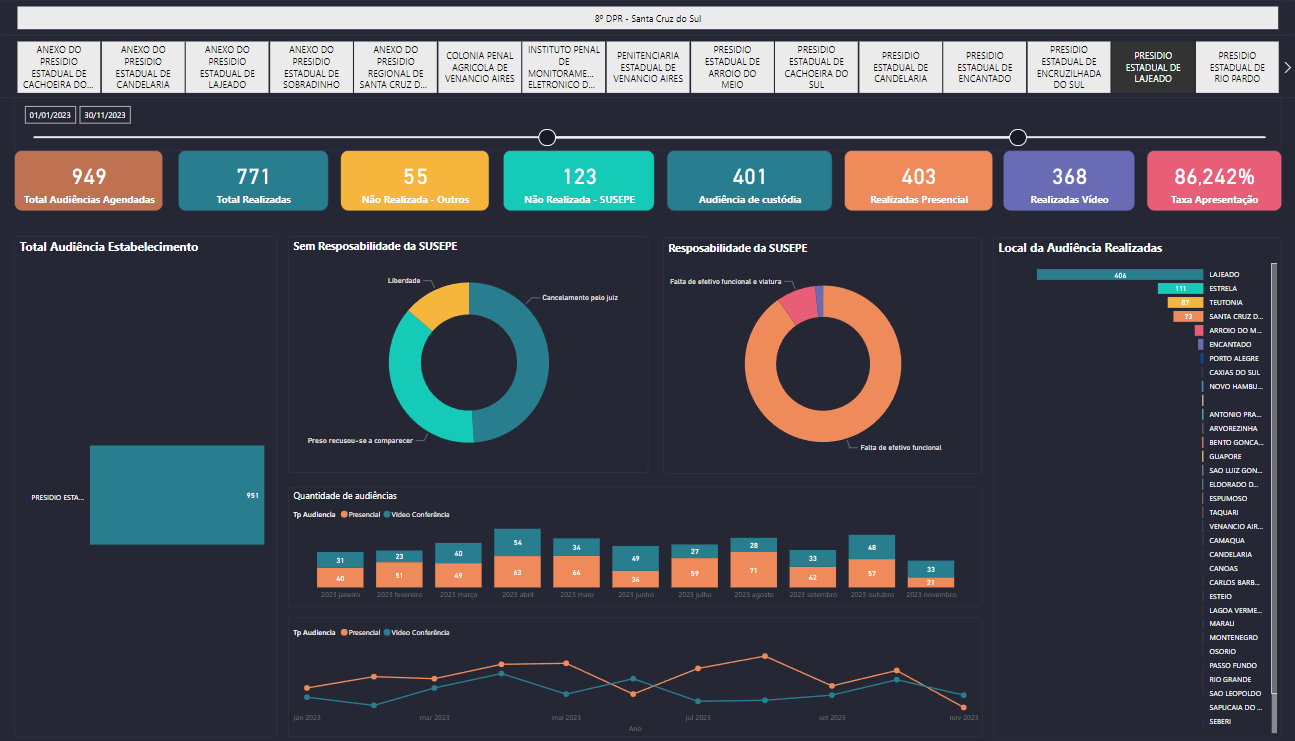 8º DPR - Santa Cruz do Sul
ANEXO DO
PRESIDIO
ESTADUAL DE
CACHOEIRA DO...
ANEXO DO
PRESIDIO
ESTADUAL DE
CANDELARIA
ANEXO DO
PRESIDIO
ESTADUAL DE
LAJEADO
ANEXO DO
PRESIDIO
ESTADUAL DE
SOBRADINHO
ANEXO DO
PRESIDIO
REGIONAL DE
SANTA CRUZ D...
COLONIA PENAL
AGRICOLA DE
VENANCIO AIRES
INSTITUTO PENAL
DE
MONITORAME...
ELETRONICO D...
PENITENCIARIA
ESTADUAL DE
VENANCIO AIRES
PRESIDIO
ESTADUAL DE
ARROIO DO
MEIO
PRESIDIO
ESTADUAL DE
CACHOEIRA DO
SUL
PRESIDIO
ESTADUAL DE
CANDELARIA
PRESIDIO
ESTADUAL DE
ENCANTADO
PRESIDIO
ESTADUAL DE
ENCRUZILHADA
DO SUL
PRESIDIO
ESTADUAL DE
LAJEADO
PRESIDIO
ESTADUAL DE
RIO PARDO
01/01/2023 30/11/2023
949
Total Audiências Agendadas
771
Total Realizadas
55
Não Realizada - Outros
123
Não Realizada - SUSEPE
401
Audiência de custódia
403
Realizadas Presencial
368
Realizadas Vídeo
86,242%
Taxa Apresentação
Total Audiência Estabelecimento
PRESIDIO ESTA...
951
Sem Resposabilidade da SUSEPE
Liberdade
Cancelamento pelo juiz
Preso recusou-se a comparecer
Resposabilidade da SUSEPE
Falta de efetivo funcional e viatura
Falta de efetivo funcional
Quantidade de audiências
Tp Audiencia Presencial Vídeo Conferência
31 23 40 54 34 49 27 28 33 48 33
40 51 49 63 64 34 59 71 42 57 21
2023 janeiro 2023 fevereiro 2023 março 2023 abril 2023 maio 2023 junho 2023 julho 2023 agosto 2023 setembro 2023 outubro 2023 novembro
Tp Audiencia Presencial Vídeo Conferência
jan 2023 mar 2023 mai 2023 jul 2023 set 2023 nov 2023
Ano
Local da Audiência Realizadas
406 LAJEADO
111 ESTRELA
87 TEUTONIA
73 SANTA CRUZ D...
ARROIO DO M...
ENCANTADO
PORTO ALEGRE
CAXIAS DO SUL
NOVO HAMBU...
ANTONIO PRA...
ARVOREZINHA
BENTO GONCA...
GUAPORE
SAO LUIZ GON...
ELDORADO D...
ESPUMOSO
TAQUARI
VENANCIO AIR...
CAMAQUA
CANDELARIA
CANOAS
CARLOS BARB...
ESTEIO
LAGOA VERME...
MARAU
MONTENEGRO
OSORIO
PASSO FUNDO
RIO GRANDE
SAO LEOPOLDO
SAPUCAIA DO ...
SEBERI